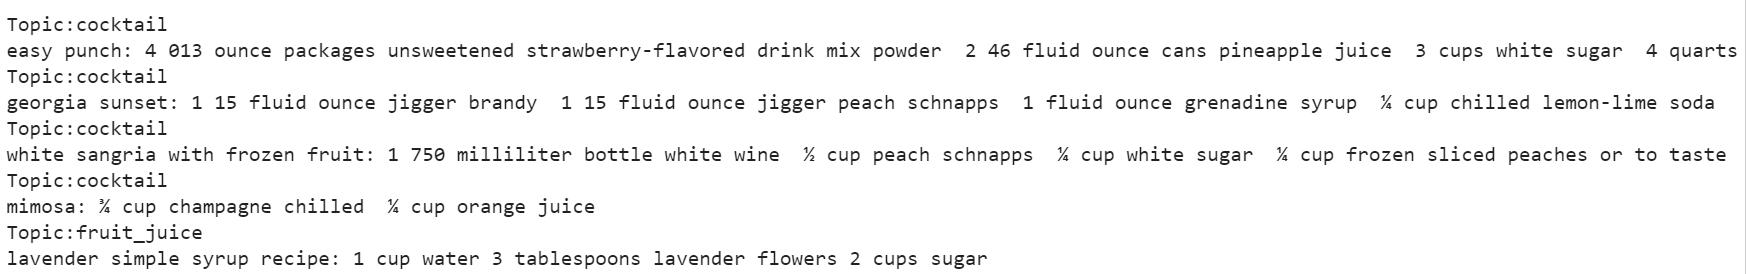 Topic:cocktail
easy punch: 4 013 ounce packages unsweetened strawberry-flavored drink mix powder  2 46 fluid ounce cans pineapple juice  3 cups white sugar  4 quarts
Topic:cocktail
georgia sunset: 1 15 fluid ounce jigger brandy  1 15 fluid ounce jigger peach schnapps  1 fluid ounce grenadine syrup  ¼ cup chilled lemon-lime soda
Topic:cocktail
white sangria with frozen fruit: 1 750 milliliter bottle white wine  ½ cup peach schnapps  ¼ cup white sugar  ¼ cup frozen sliced peaches or to taste
Topic:cocktail
mimosa: ¾ cup champagne chilled  ¼ cup orange juice
Topic:fruit_juice
lavender simple syrup recipe: 1 cup water 3 tablespoons lavender flowers 2 cups sugar